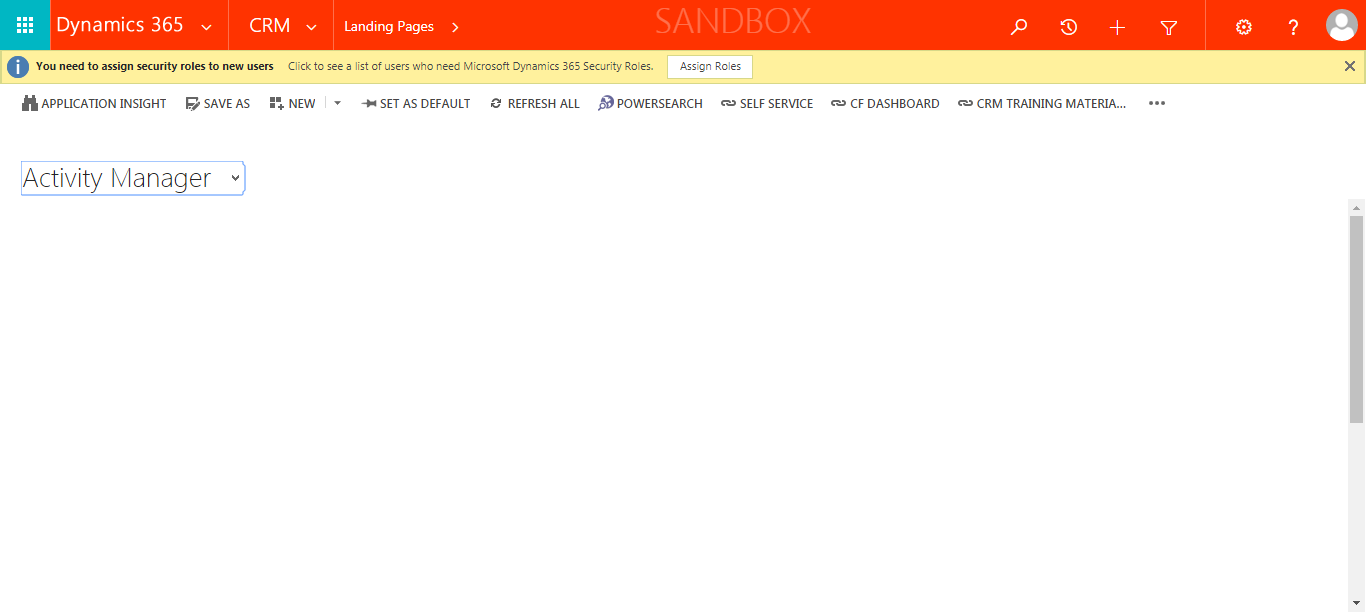 Dynamics 365 CRM Landing Pages SANDBOX ?
i You need to assign security roles to new users Click to see a list of users who need Microsoft Dynamics 365 Security Roles. Assign Roles
APPLICATION INSIGHT SAVE AS NEW SET AS DEFAULT REFRESH ALL POWERSEARCH SELF SERVICE CF DASHBOARD CRM TRAINING MATERIA... •••
Activity Manager